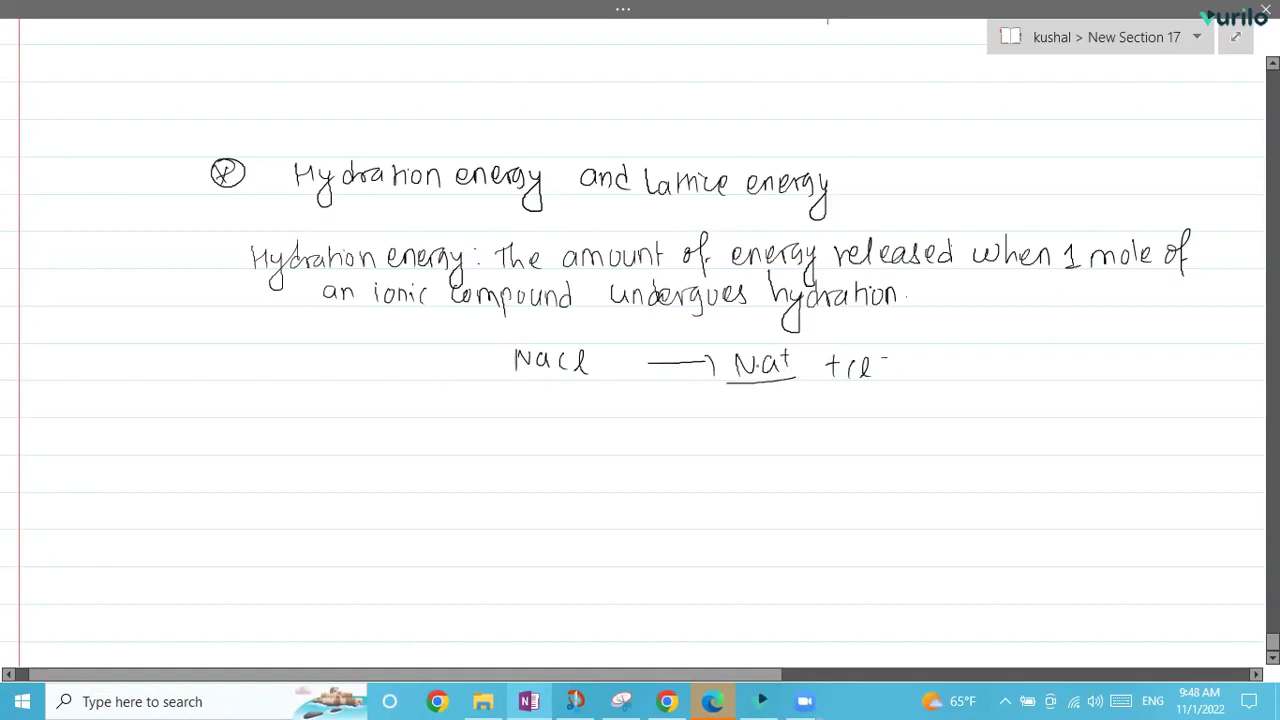 ...
Vurilo
kushal > New Section 17
Hydration energy and Lattice energy
Hydration energy: The amount of energy released when 1 mole of
an ionic compound undergues hydration.
NaCl → Na⁺ + Cl⁻
Type here to search
65°F
ENG
9:48 AM
11/1/2022